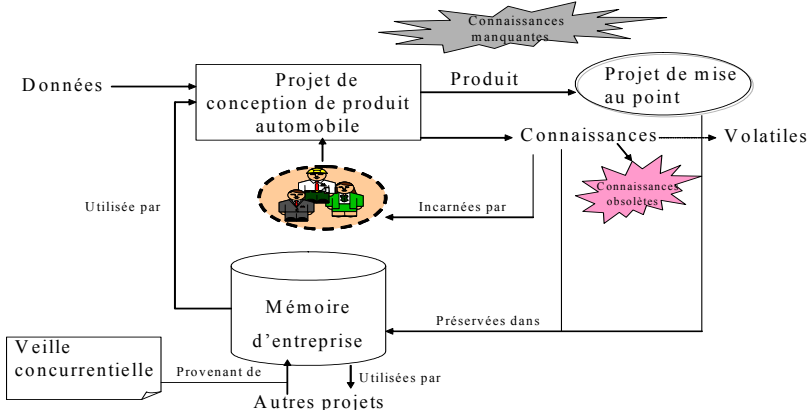 Connaissances
manquantes
Données
Projet de
conception de produit
automobile
Produit
Projet de mise
au point
Connaissances
Volatiles
Connaissances
obsolètes
Utilisée par
Incarnées par
Mémoire
d’entreprise
Préservées dans
Veille
concurrentielle
Provenant de
Utilisées par
Autres projets